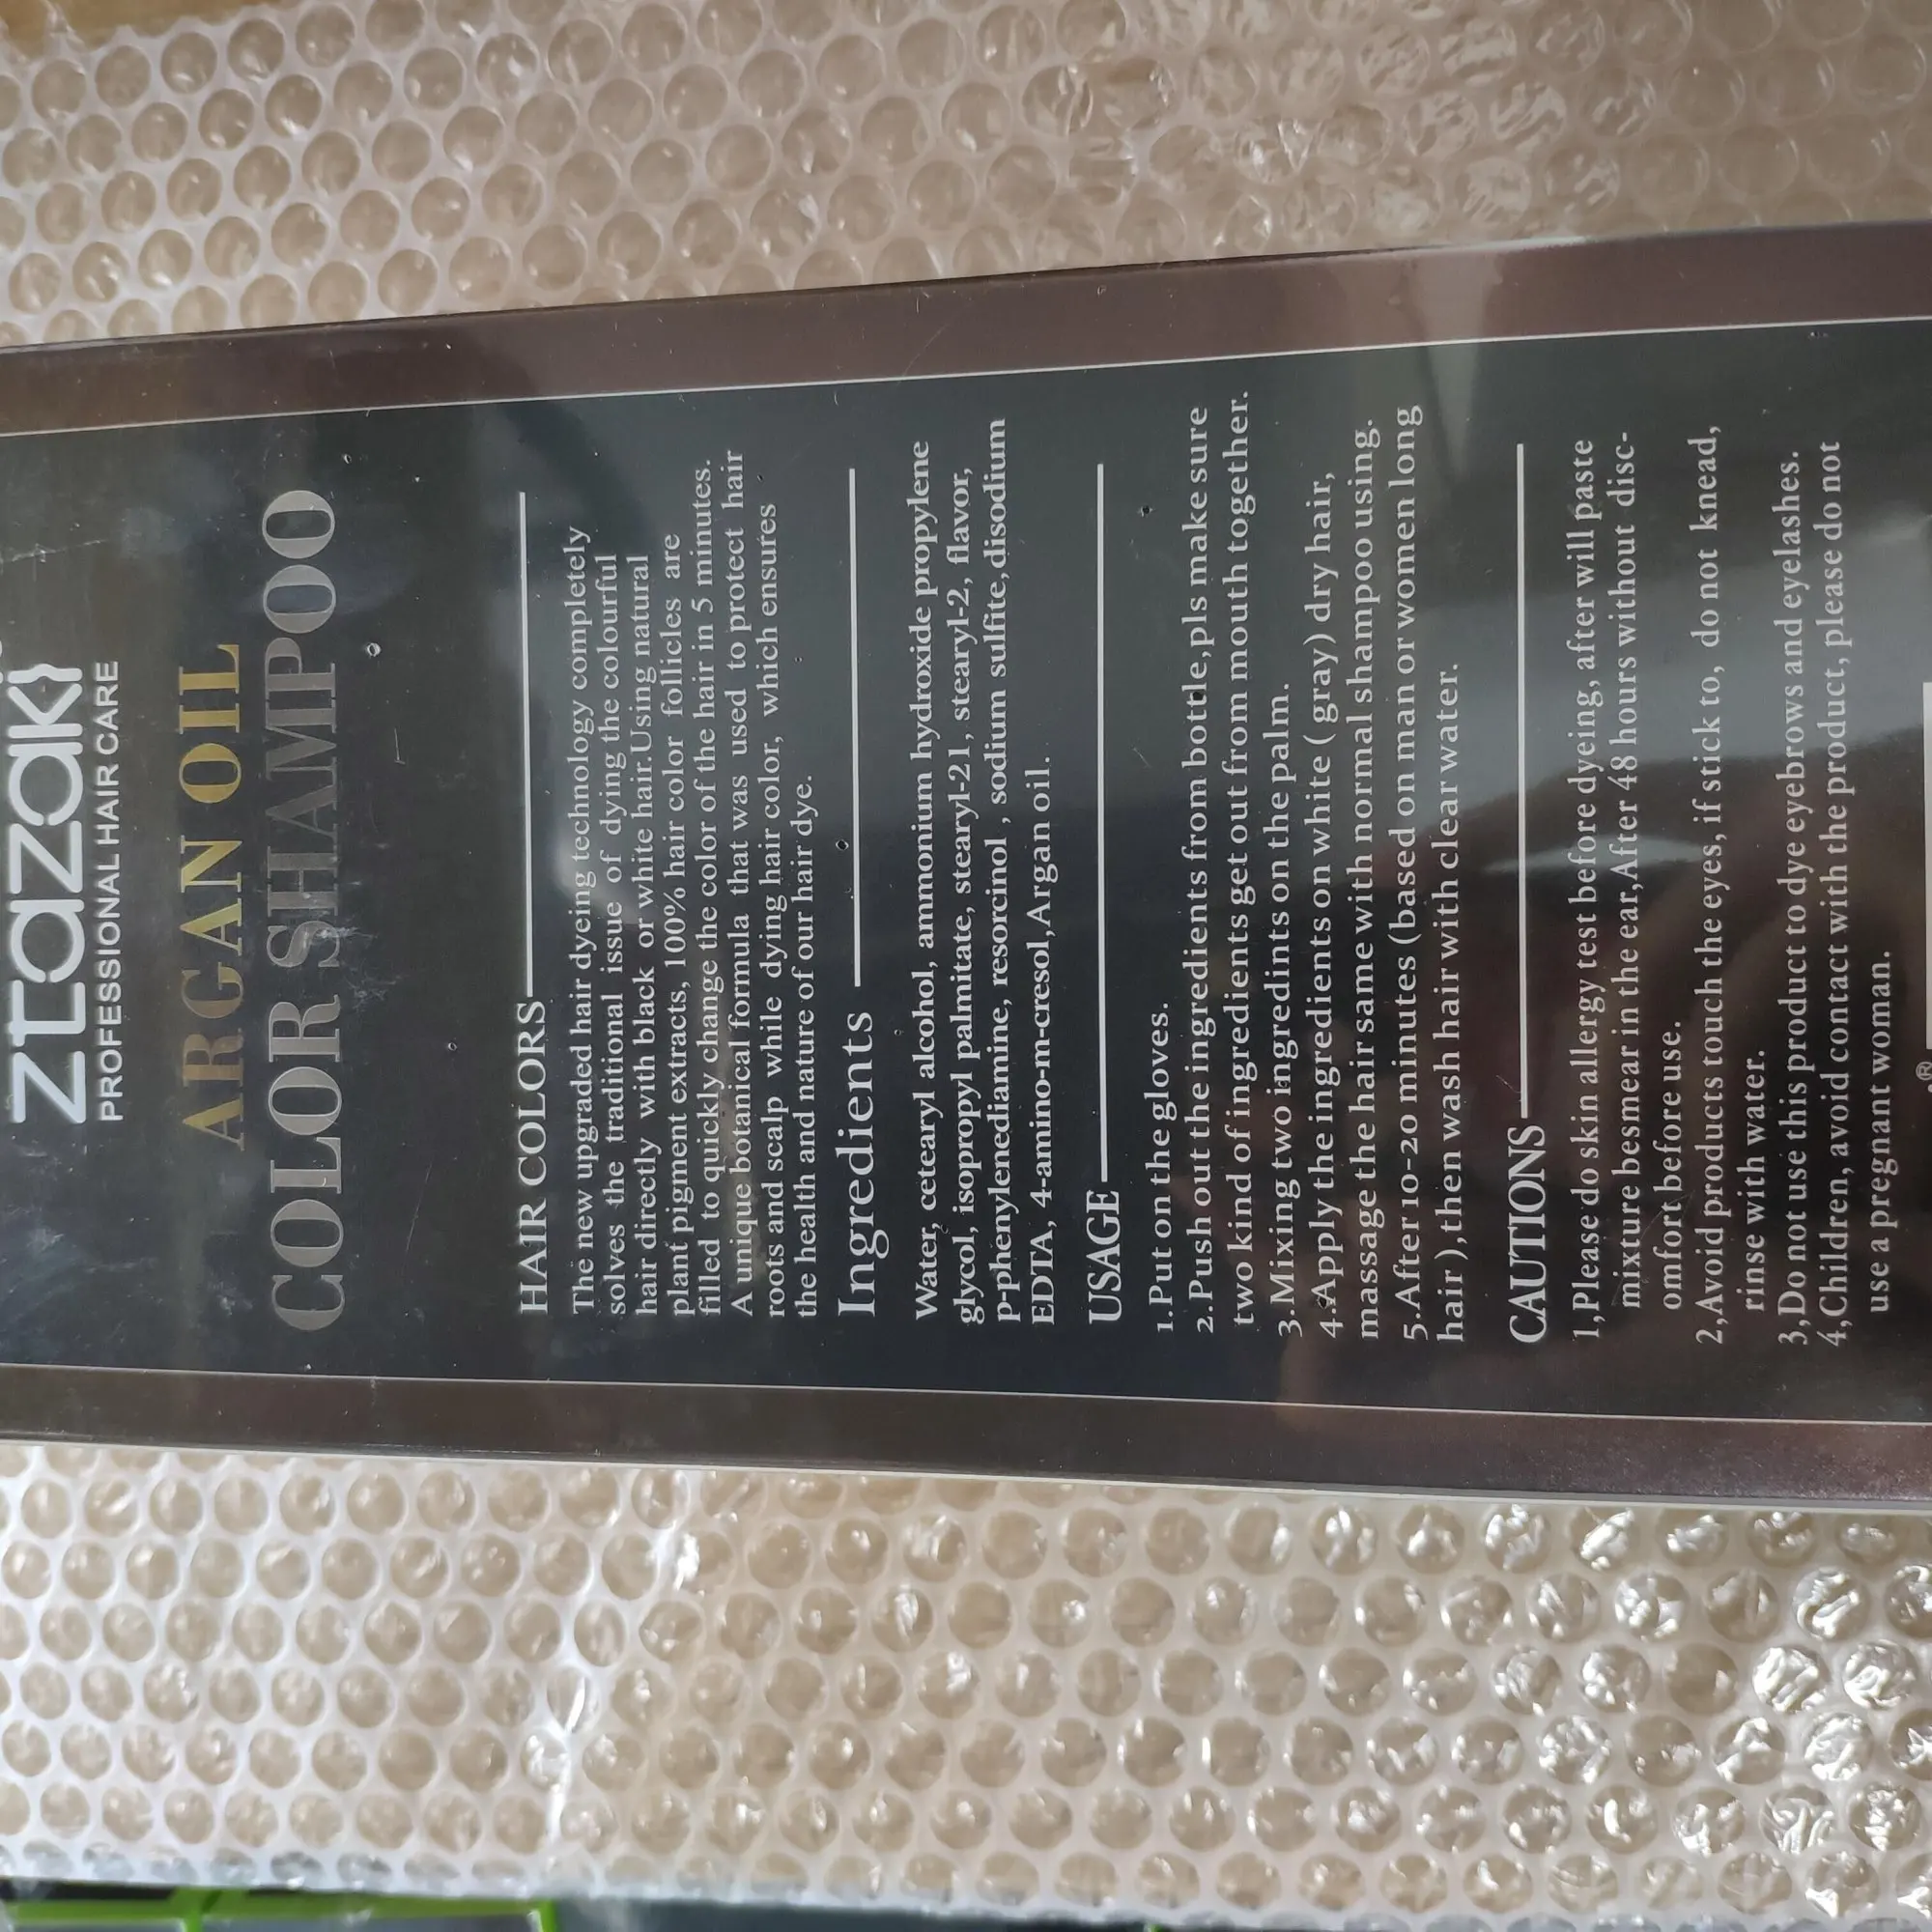 ztazaki
PROFESSIONAL HAIR CARE
ARGAN OIL
COLOR SHAMPOO
HAIR COLORS
The new upgraded hair dyeing technology completely
solves the traditional issue of dying the colourful
hair directly with black or white hair.Using natural
plant pigment extracts, 100% hair color follicles are
filled to quickly change the color of the hair in 5 minutes.
A unique botanical formula that was used to protect hair
roots and scalp while dying hair color, which ensures
the health and nature of our hair dye.
Ingredients
Water, cetearyl alcohol, ammonium hydroxide propylene
glycol, isopropyl palmitate, stearyl-21, stearyl-2, flavor,
p-phenylenediamine, resorcinol , sodium sulfite,disodium
EDTA, 4-amino-m-cresol,Argan oil.
USAGE
1.Put on the gloves.
2.Push out the ingredients from bottle,pls make sure
two kind of ingredients get out from mouth together.
3.Mixing two ingredints on the palm.
4.Apply the ingredients on white ( gray) dry hair,
massage the hair same with normal shampoo using.
5.After 10-20 minutes (based on man or women long
hair ),then wash hair with clear water.
CAUTIONS
1,Please do skin allergy test before dyeing, after will paste
mixture besmear in the ear,After 48 hours without disc-
omfort before use.
2,Avoid products touch the eyes, if stick to, do not knead,
rinse with water.
3,Do not use this product to dye eyebrows and eyelashes.
4,Children, avoid contact with the product, please do not
use a pregnant woman.
®